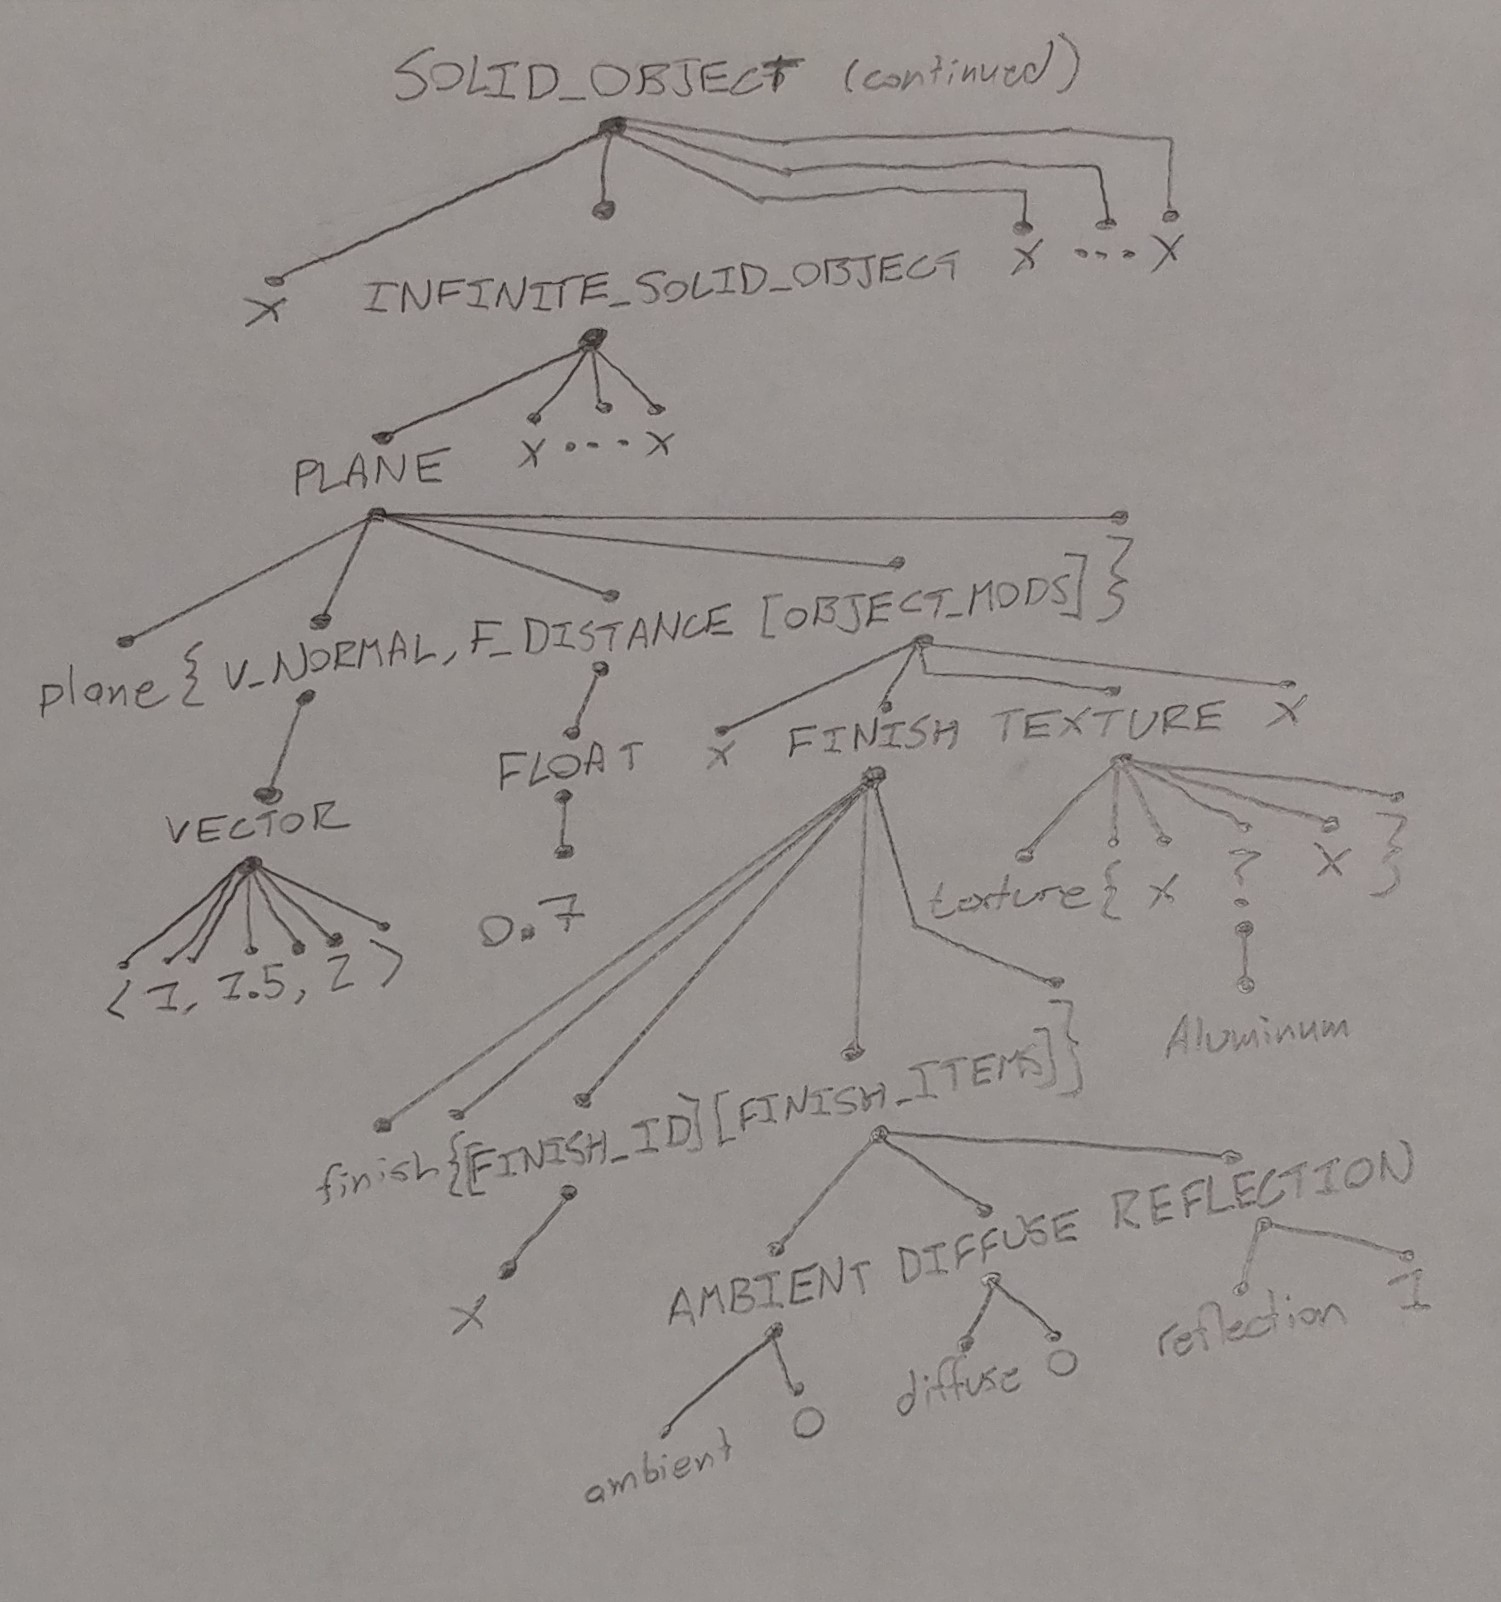 SOLID_OBJECT (continued)
X INFINITE_SOLID_OBJECT X ... X
PLANE X ... X
plane { V_NORMAL, F_DISTANCE [OBJECT_MODS] }
VECTOR FLOAT X FINISH TEXTURE X
< 1, 1.5, 2 > 0.7 texture { X ? X }
Aluminum
finish {[FINISH_ID] [FINISH_ITEMS] }
X AMBIENT DIFFUSE REFLECTION
ambient 0 diffuse 0 reflection 1